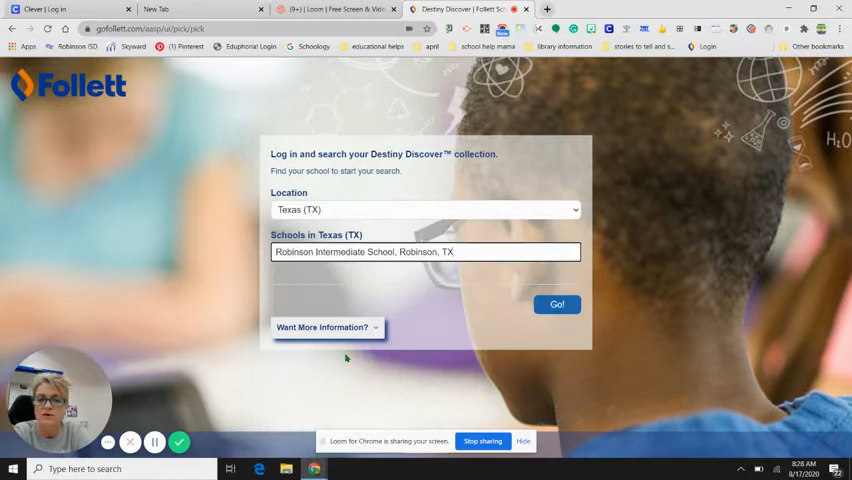 Clever | Log in
New Tab
(9+) | Loom | Free Screen & Vide
Destiny Discover | Follett Sch
gofollett.com/aasp/ui/pick/pick
Apps
Robinson ISD
Skyward
(1) Pinterest
Eduphoria! Login
Schoology
educational helps
april
school help mama
library information
stories to tell and s...
Login
Other bookmarks
Follett
H₂O
Log in and search your Destiny Discover™ collection.
Find your school to start your search.
Location
Texas (TX)
Schools in Texas (TX)
Robinson Intermediate School, Robinson, TX
Go!
Want More Information?
Loom for Chrome is sharing your screen.
Stop sharing
Hide
Type here to search
8:28 AM
8/17/2020
22